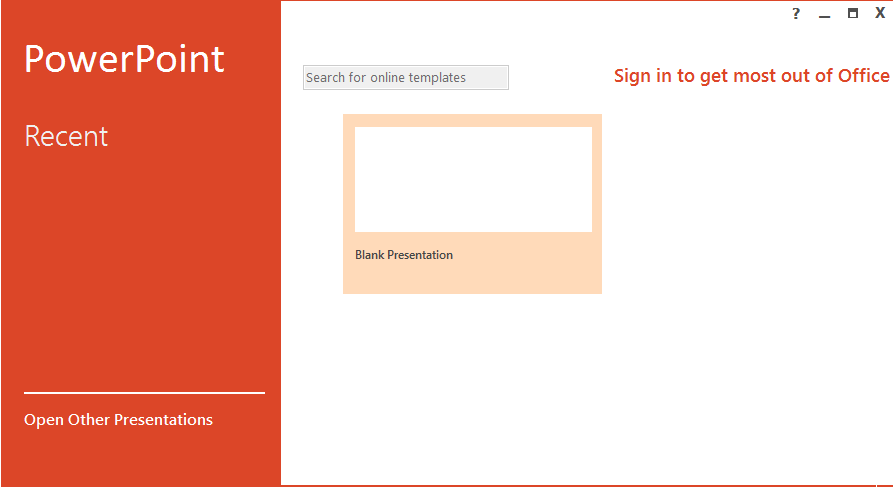 PowerPoint
Recent
Open Other Presentations
?
X
Search for online templates
Sign in to get most out of Office
Blank Presentation